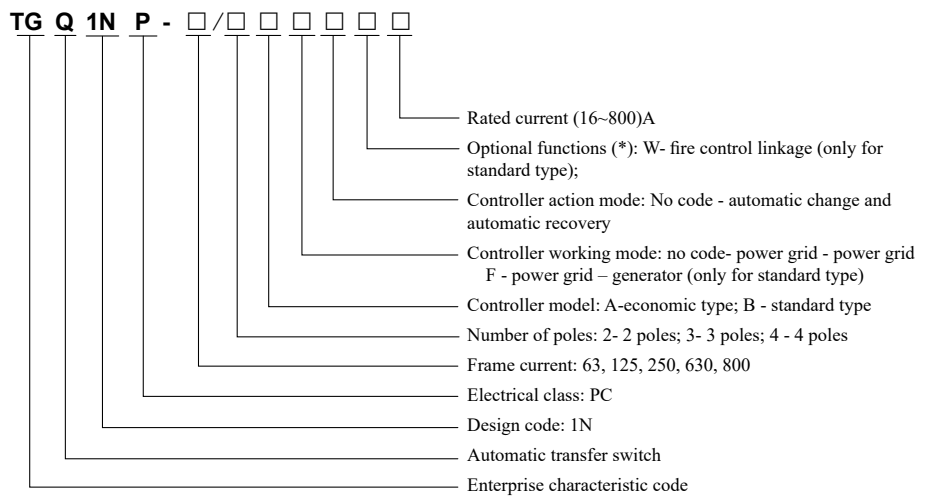 TG Q 1N P - □ /□ □ □ □ □ □
Rated current (16~800)A
Optional functions (*): W- fire control linkage (only for
standard type);
Controller action mode: No code - automatic change and
automatic recovery
Controller working mode: no code- power grid - power grid
F - power grid – generator (only for standard type)
Controller model: A-economic type; B - standard type
Number of poles: 2- 2 poles; 3- 3 poles; 4 - 4 poles
Frame current: 63, 125, 250, 630, 800
Electrical class: PC
Design code: 1N
Automatic transfer switch
Enterprise characteristic code